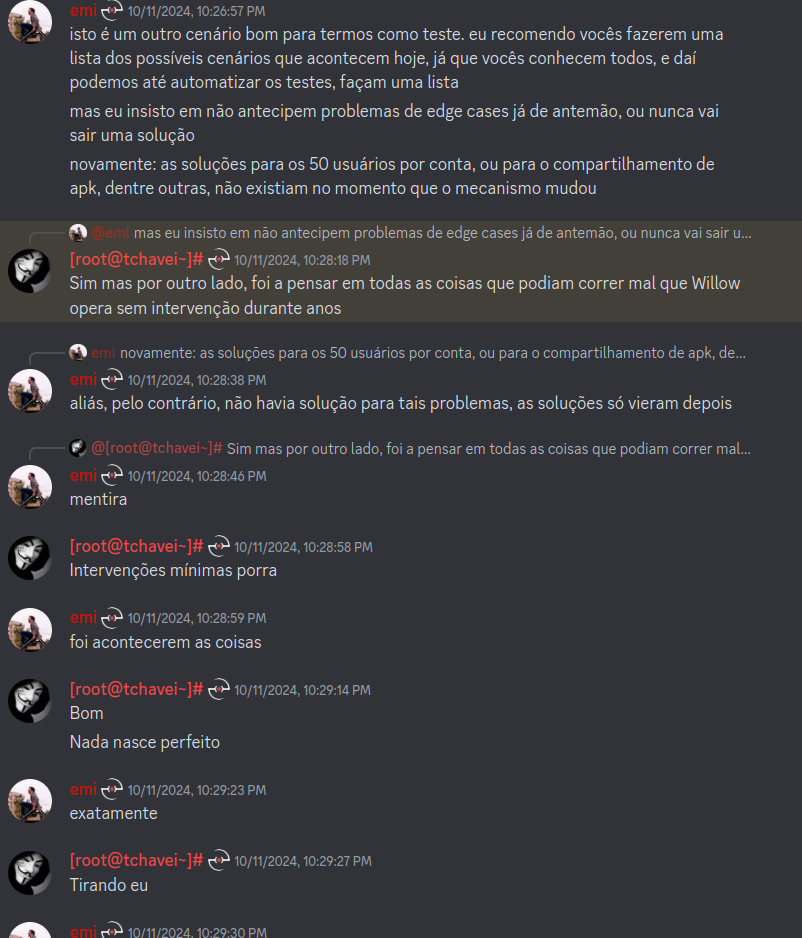 emi 10/11/2024, 10:26:57 PM
isto é um outro cenário bom para termos como teste. eu recomendo vocês fazerem uma
lista dos possíveis cenários que acontecem hoje, já que vocês conhecem todos, e daí
podemos até automatizar os testes, façam uma lista
mas eu insisto em não antecipem problemas de edge cases já de antemão, ou nunca vai
sair uma solução
novamente: as soluções para os 50 usuários por conta, ou para o compartilhamento de
apk, dentre outras, não existiam no momento que o mecanismo mudou
@emi mas eu insisto em não antecipem problemas de edge cases já de antemão, ou nunca vai sair u...
[root@tchavei~]# 10/11/2024, 10:28:18 PM
Sim mas por outro lado, foi a pensar em todas as coisas que podiam correr mal que Willow
opera sem intervenção durante anos
emi novamente: as soluções para os 50 usuários por conta, ou para o compartilhamento de apk, de...
emi 10/11/2024, 10:28:38 PM
aliás, pelo contrário, não havia solução para tais problemas, as soluções só vieram depois
@[root@tchavei~]# Sim mas por outro lado, foi a pensar em todas as coisas que podiam correr mal...
emi 10/11/2024, 10:28:46 PM
mentira
[root@tchavei~]# 10/11/2024, 10:28:58 PM
Intervenções mínimas porra
emi 10/11/2024, 10:28:59 PM
foi acontecerem as coisas
[root@tchavei~]# 10/11/2024, 10:29:14 PM
Bom
Nada nasce perfeito
emi 10/11/2024, 10:29:23 PM
exatamente
[root@tchavei~]# 10/11/2024, 10:29:27 PM
Tirando eu
emi 10/11/2024, 10:29:30 PM